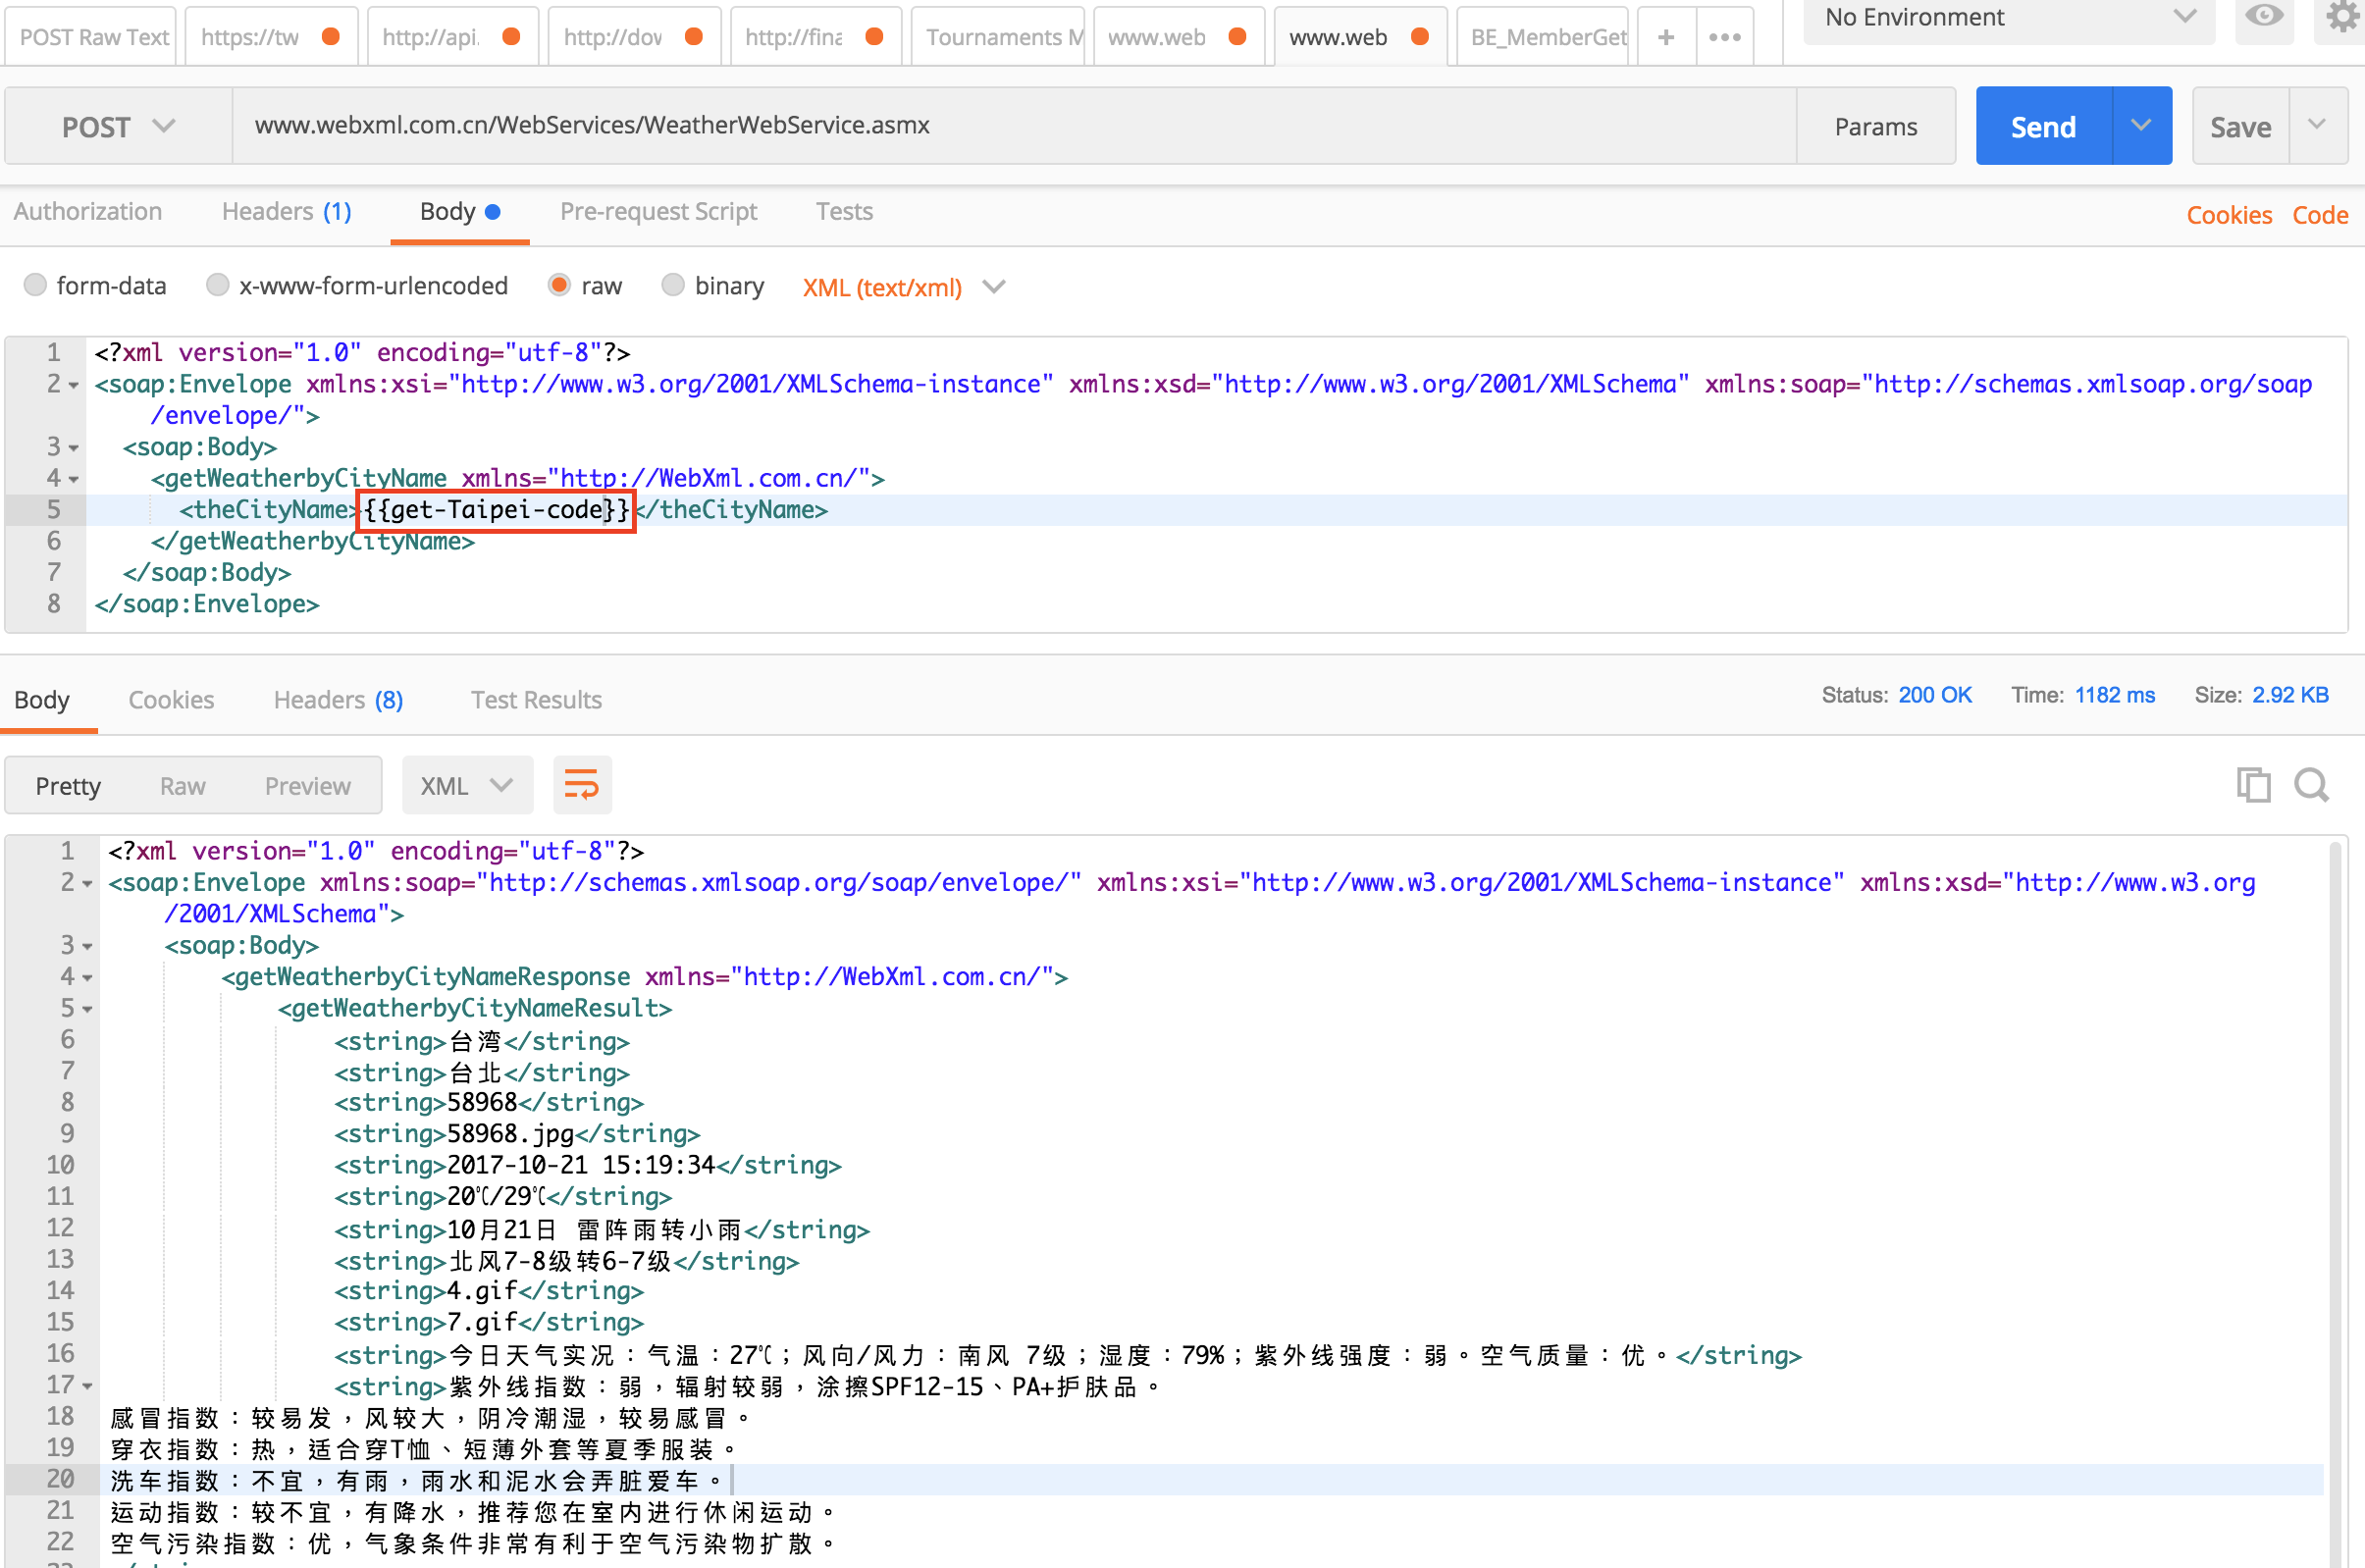 POST Raw Text
https://tw
http://api.
http://dov
http://fina
Tournaments M
www.web
www.web
BE_MemberGet
+
•••
No Environment
POST
www.webxml.com.cn/WebServices/WeatherWebService.asmx
Params
Send
Save
Authorization
Headers (1)
Body
Pre-request Script
Tests
Cookies
Code
form-data
x-www-form-urlencoded
raw
binary
XML (text/xml)
1 <?xml version="1.0" encoding="utf-8"?>
2 <soap:Envelope xmlns:xsi="http://www.w3.org/2001/XMLSchema-instance" xmlns:xsd="http://www.w3.org/2001/XMLSchema" xmlns:soap="http://schemas.xmlsoap.org/soap
/envelope/">
3 <soap:Body>
4 <getWeatherbyCityName xmlns="http://WebXml.com.cn/">
5 <theCityName>{{get-Taipei-code}}</theCityName>
6 </getWeatherbyCityName>
7 </soap:Body>
8 </soap:Envelope>
Body
Cookies
Headers (8)
Test Results
Status: 200 OK
Time: 1182 ms
Size: 2.92 KB
Pretty
Raw
Preview
XML
1 <?xml version="1.0" encoding="utf-8"?>
2 <soap:Envelope xmlns:soap="http://schemas.xmlsoap.org/soap/envelope/" xmlns:xsi="http://www.w3.org/2001/XMLSchema-instance" xmlns:xsd="http://www.w3.org
/2001/XMLSchema">
3 <soap:Body>
4 <getWeatherbyCityNameResponse xmlns="http://WebXml.com.cn/">
5 <getWeatherbyCityNameResult>
6 <string>台湾</string>
7 <string>台北</string>
8 <string>58968</string>
9 <string>58968.jpg</string>
10 <string>2017-10-21 15:19:34</string>
11 <string>20℃/29℃</string>
12 <string>10月21日 雷阵雨转小雨</string>
13 <string>北风7-8级转6-7级</string>
14 <string>4.gif</string>
15 <string>7.gif</string>
16 <string>今日天气实况：气温：27℃；风向/风力：南风 7级；湿度：79%；紫外线强度：弱。空气质量：优。</string>
17 <string>紫外线指数：弱，辐射较弱，涂擦SPF12-15、PA+护肤品。
18 感冒指数：较易发，风较大，阴冷潮湿，较易感冒。
19 穿衣指数：热，适合穿T恤、短薄外套等夏季服装。
20 洗车指数：不宜，有雨，雨水和泥水会弄脏爱车。
21 运动指数：较不宜，有降水，推荐您在室内进行休闲运动。
22 空气污染指数：优，气象条件非常有利于空气污染物扩散。